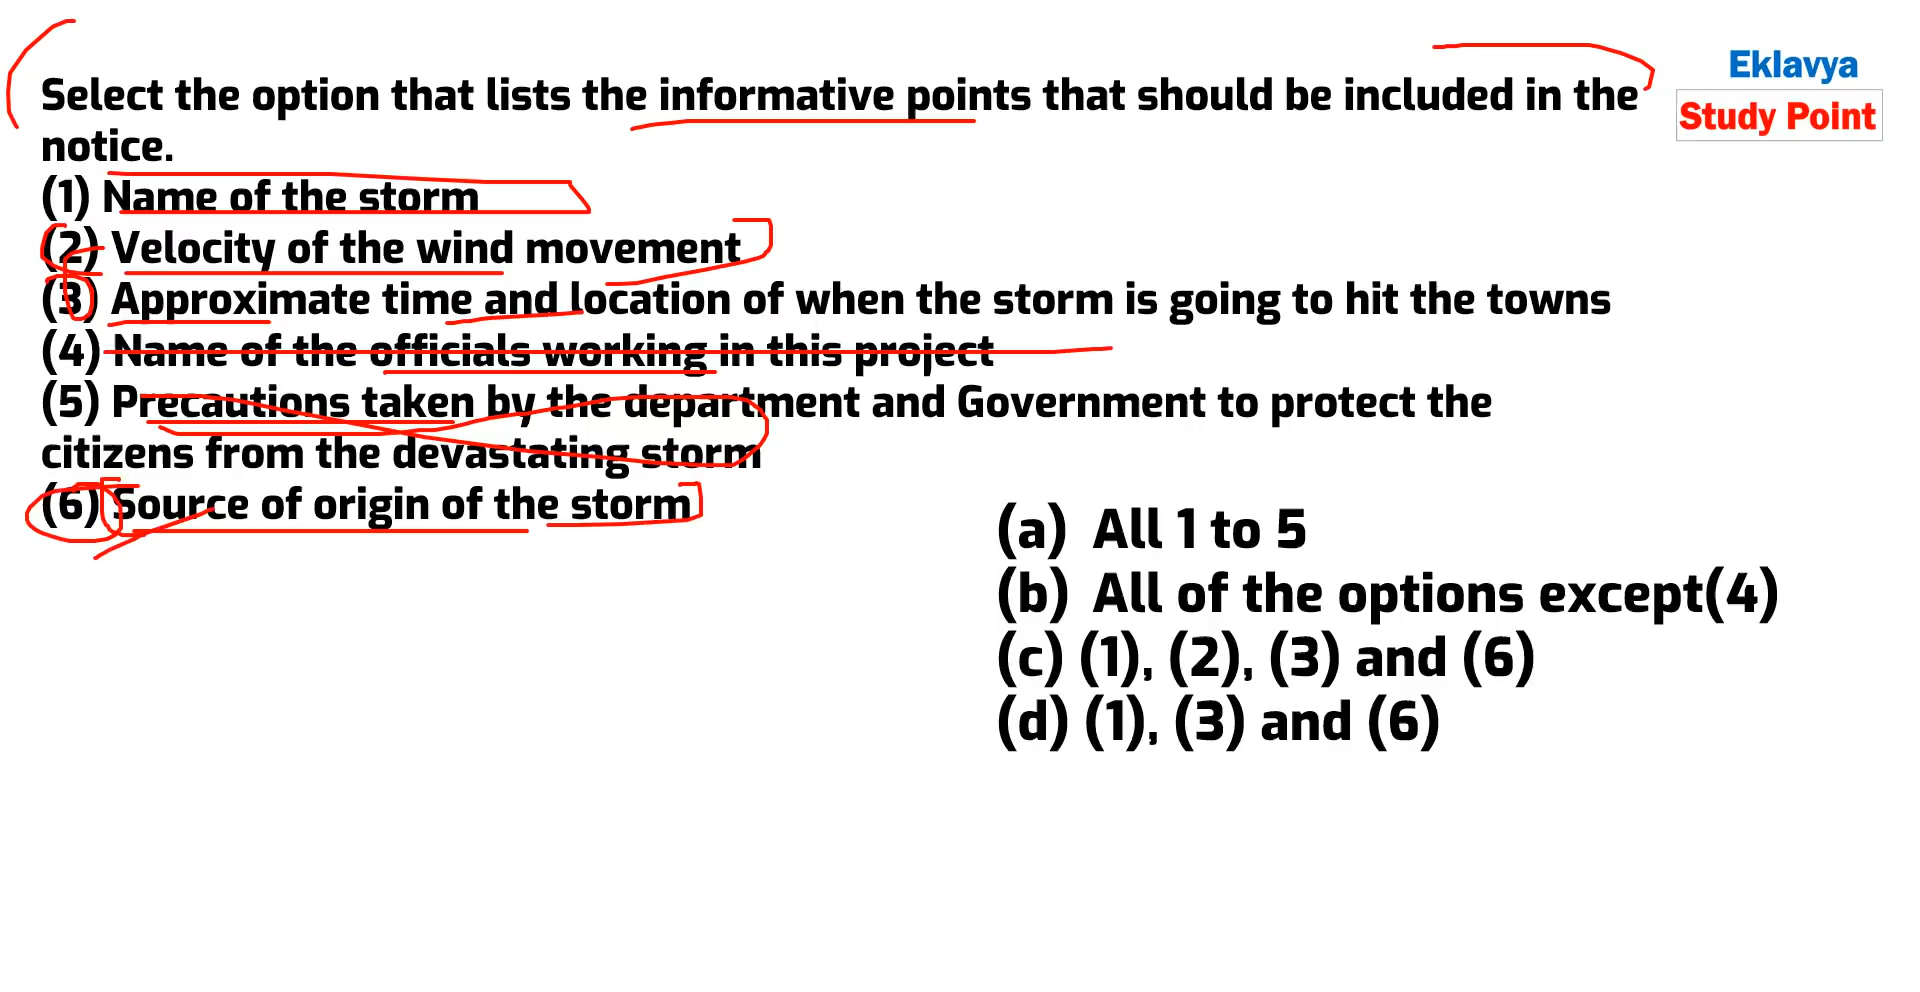 Select the option that lists the informative points that should be included in the
notice.
(1) Name of the storm
(2) Velocity of the wind movement
(3) Approximate time and location of when the storm is going to hit the towns
(4) Name of the officials working in this project
(5) Precautions taken by the department and Government to protect the
citizens from the devastating storm
(6) Source of origin of the storm
Eklavya
Study Point
(a) All 1 to 5
(b) All of the options except(4)
(c) (1), (2), (3) and (6)
(d) (1), (3) and (6)